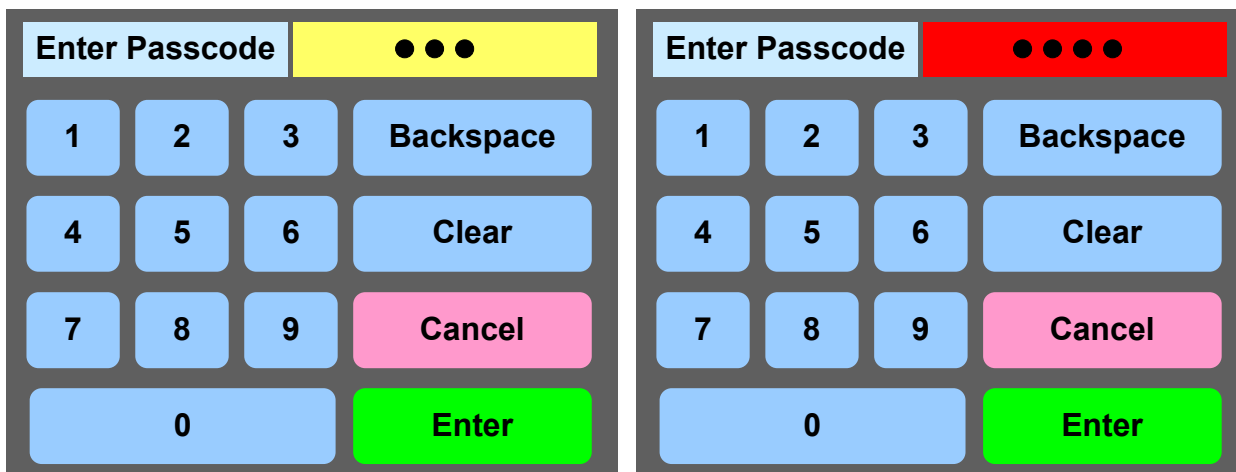 Enter Passcode ●●●
1 2 3 Backspace
4 5 6 Clear
7 8 9 Cancel
0 Enter
Enter Passcode ●●●●
1 2 3 Backspace
4 5 6 Clear
7 8 9 Cancel
0 Enter